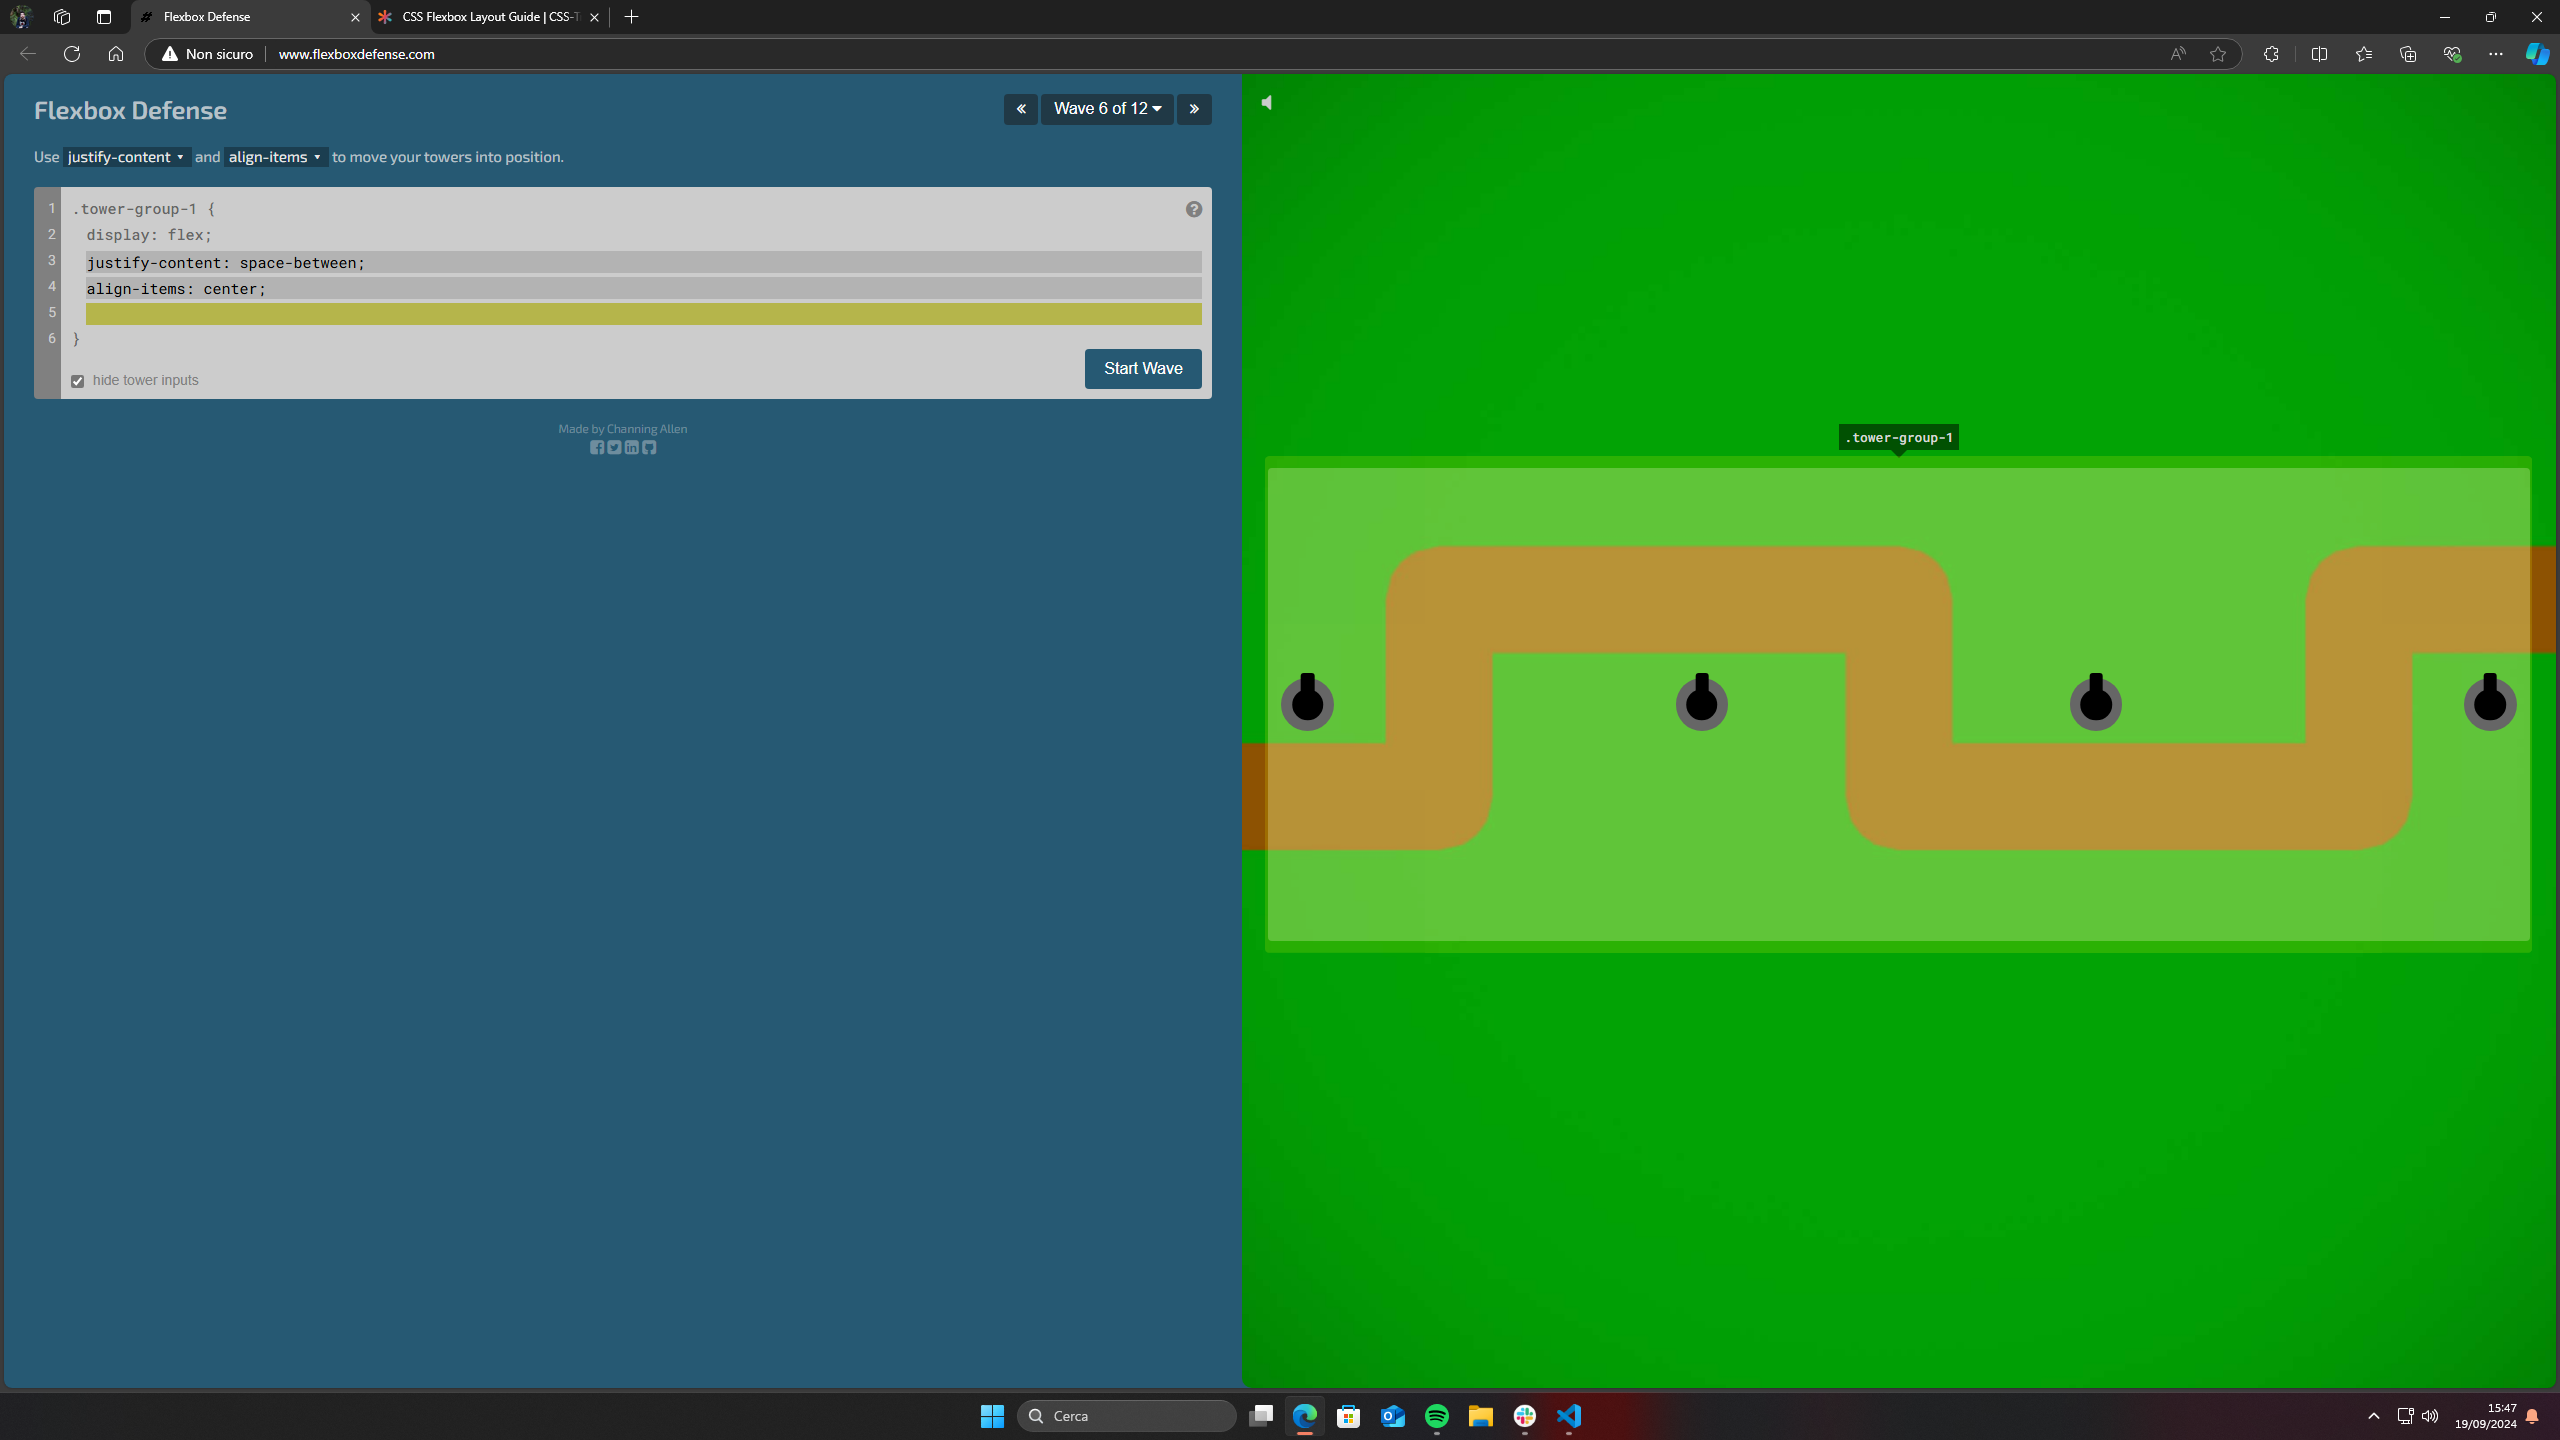 Flexbox Defense
CSS Flexbox Layout Guide | CSS-T
Non sicuro
www.flexboxdefense.com
Flexbox Defense
« Wave 6 of 12 »
Use justify-content and align-items to move your towers into position.
1 .tower-group-1 {
2 display: flex;
3 justify-content: space-between;
4 align-items: center;
5
6 }
hide tower inputs
Start Wave
Made by Channing Allen
.tower-group-1
Cerca
15:47
19/09/2024